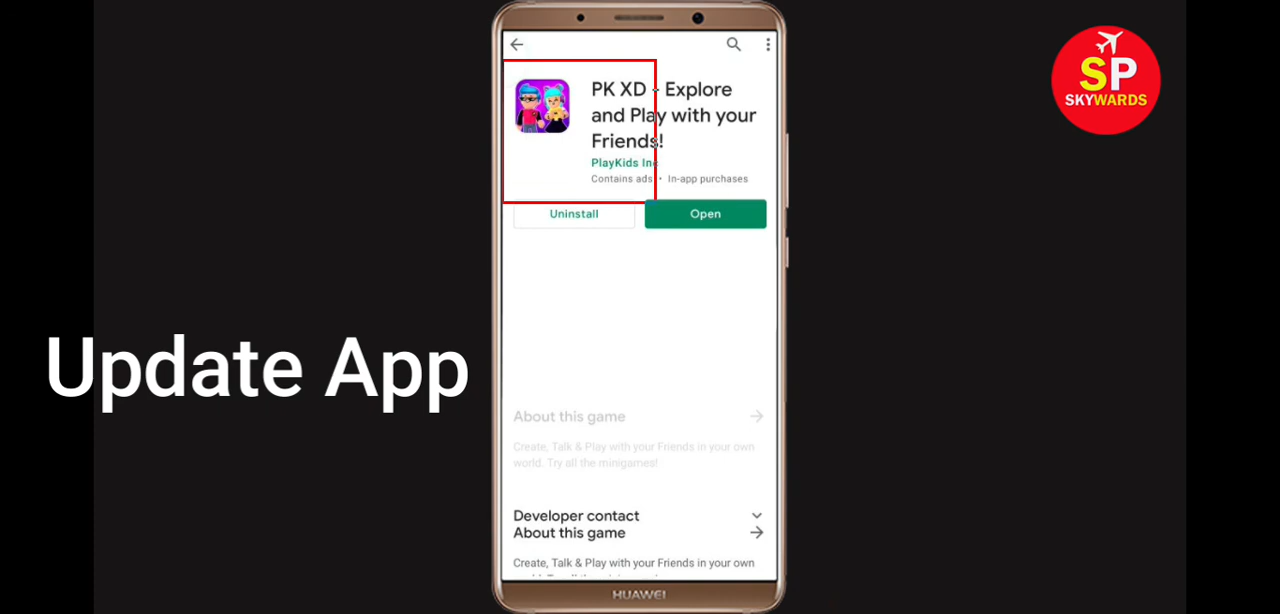 SP
SKYWARDS
PK XD - Explore
and Play with your
Friends!
PlayKids Inc
Contains ads • In-app purchases
Uninstall
Open
Update App
About this game
Create, Talk & Play with your Friends in your own
world. Try all the minigames!
Developer contact
About this game
Create, Talk & Play with your Friends in your own
HUAWEI